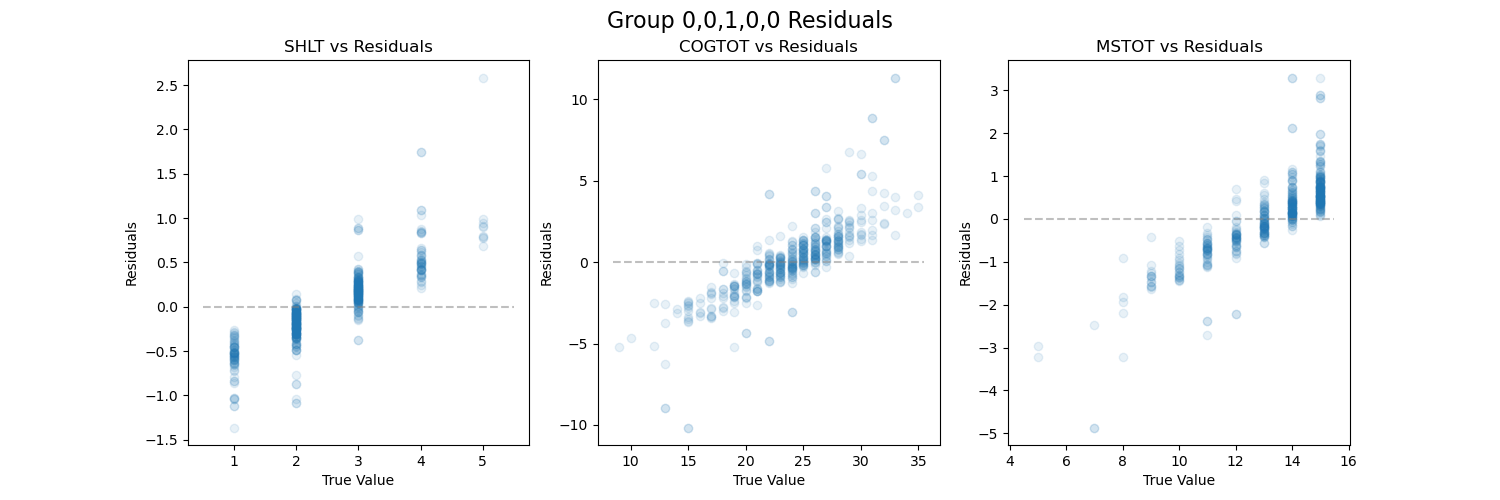 Group 0,0,1,0,0 Residuals
SHLT vs Residuals
Residuals
2.5
2.0
1.5
1.0
0.5
0.0
−0.5
−1.0
−1.5
1 2 3 4 5
True Value
COGTOT vs Residuals
Residuals
10
5
0
−5
−10
10 15 20 25 30 35
True Value
MSTOT vs Residuals
Residuals
3
2
1
0
−1
−2
−3
−4
−5
4 6 8 10 12 14 16
True Value